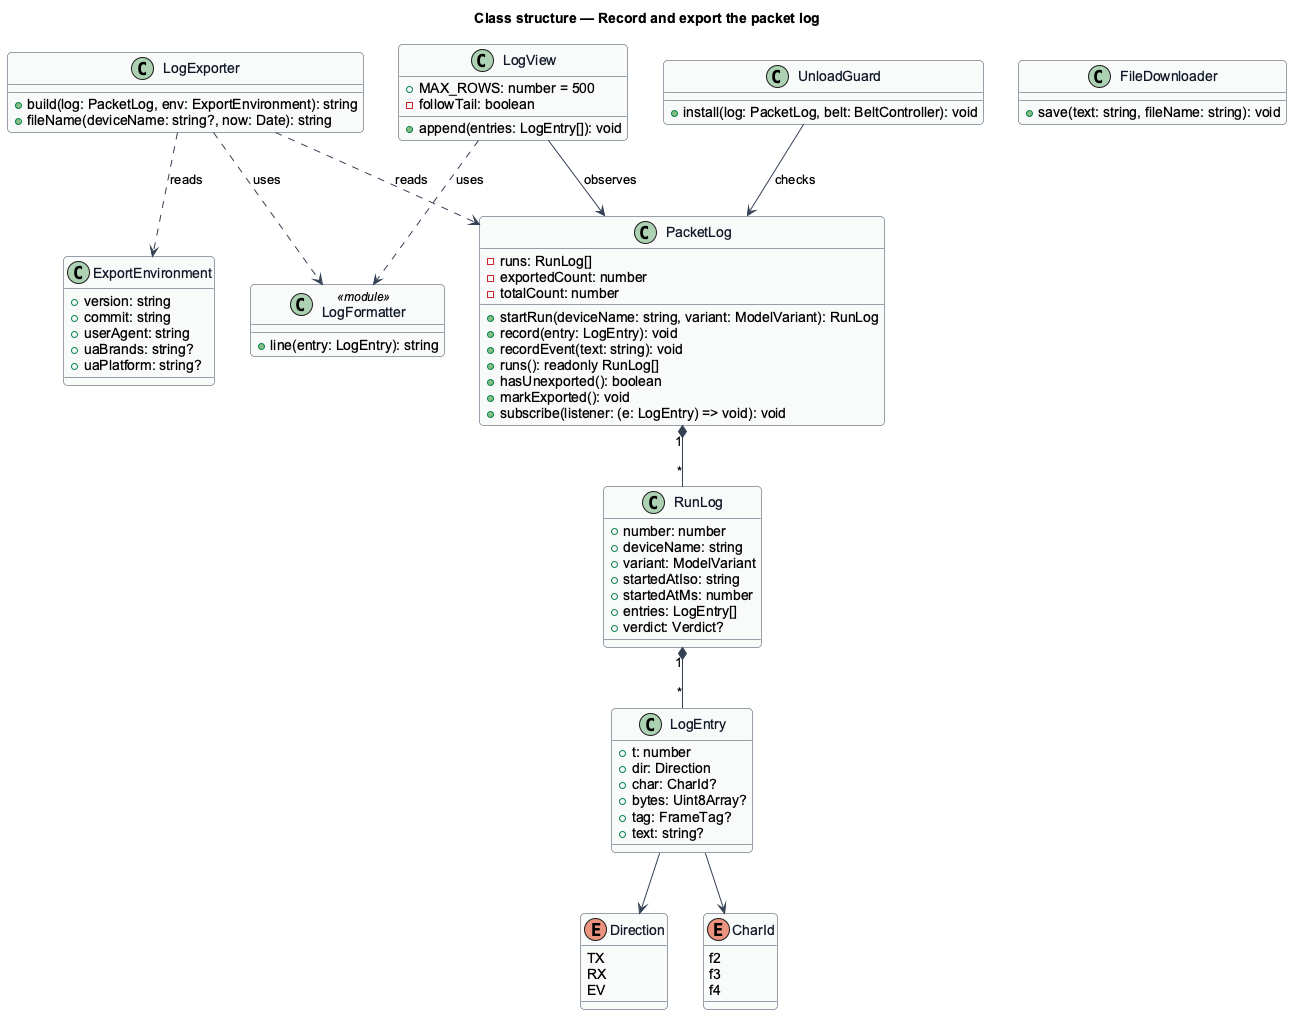 Class structure — Record and export the packet log
C LogExporter
build(log: PacketLog, env: ExportEnvironment): string
fileName(deviceName: string?, now: Date): string
C LogView
MAX_ROWS: number = 500
followTail: boolean
append(entries: LogEntry[]): void
C UnloadGuard
install(log: PacketLog, belt: BeltController): void
C FileDownloader
save(text: string, fileName: string): void
reads
uses
reads
uses
observes
checks
C ExportEnvironment
version: string
commit: string
userAgent: string
uaBrands: string?
uaPlatform: string?
C «module»
LogFormatter
line(entry: LogEntry): string
C PacketLog
runs: RunLog[]
exportedCount: number
totalCount: number
startRun(deviceName: string, variant: ModelVariant): RunLog
record(entry: LogEntry): void
recordEvent(text: string): void
runs(): readonly RunLog[]
hasUnexported(): boolean
markExported(): void
subscribe(listener: (e: LogEntry) => void): void
1
*
C RunLog
number: number
deviceName: string
variant: ModelVariant
startedAtIso: string
startedAtMs: number
entries: LogEntry[]
verdict: Verdict?
1
*
C LogEntry
t: number
dir: Direction
char: CharId?
bytes: Uint8Array?
tag: FrameTag?
text: string?
E Direction
TX
RX
EV
E CharId
f2
f3
f4